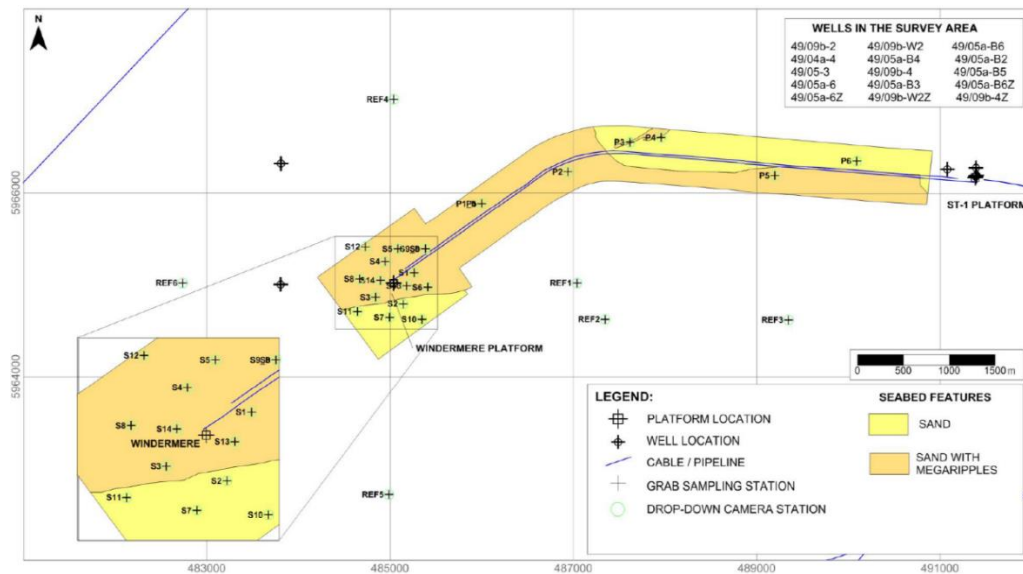 N
WELLS IN THE SURVEY AREA
49/09b-2 49/09b-W2 49/05a-B6
49/04a-4 49/05a-B4 49/05a-B2
49/05-3 49/09b-4 49/05a-B5
49/05a-6 49/05a-B3 49/05a-B6Z
49/05a-6Z 49/09b-W2Z 49/09b-4Z
REF4
P3
P4
P6
P2
P5
5966000
ST-1 PLATFORM
S12
S5
S4
S8
S14
S1
S6
S3
S2
S11
S7
S10
REF6
REF1
REF2
REF3
WINDERMERE PLATFORM
5964000
0 500 1000 1500m
S12
S5
S4
S1
S8
S14
WINDERMERE
S13
S3
S2
S11
S7
S10
REF5
LEGEND:
PLATFORM LOCATION
WELL LOCATION
CABLE / PIPELINE
GRAB SAMPLING STATION
DROP-DOWN CAMERA STATION
SEABED FEATURES
SAND
SAND WITH
MEGARIPPLES
483000 485000 487000 489000 491000